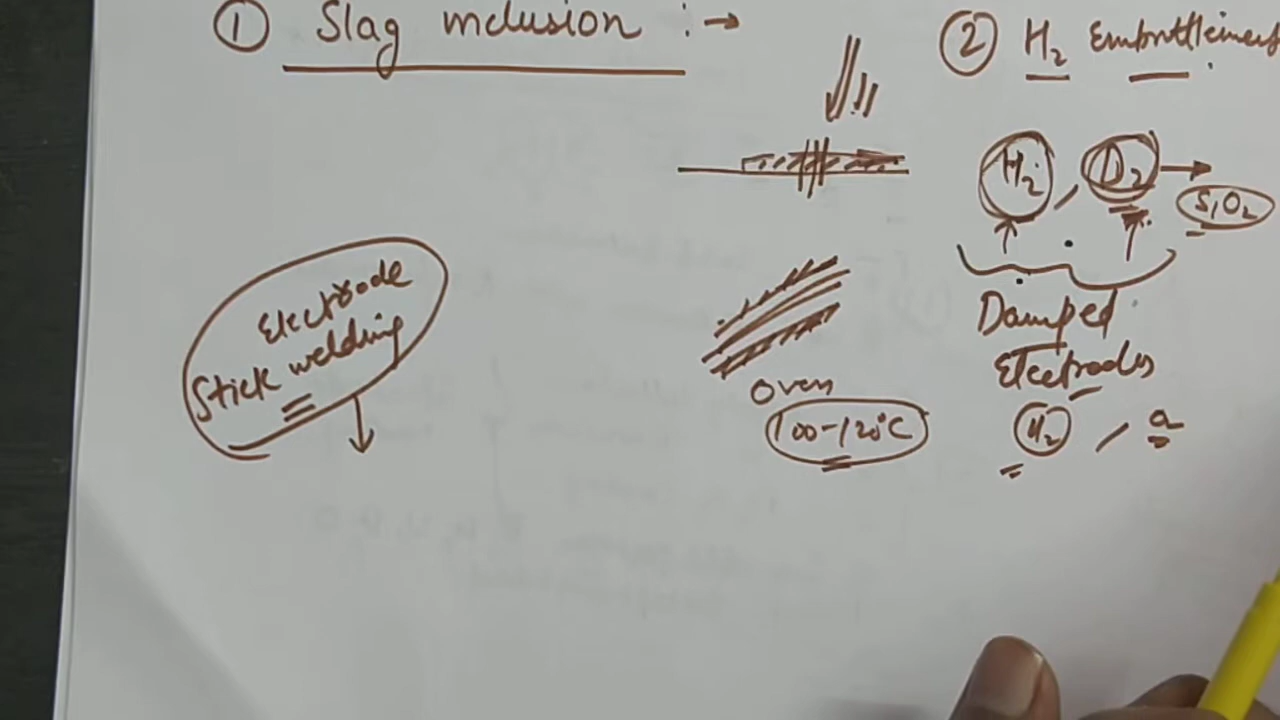 ① Slag inclusion :→
② H₂ Embrittlement
H₂ / O₂ →
SiO₂
Damped
Electrodes
H₂ /
Electrode
Stick welding
Oven
100-120°C